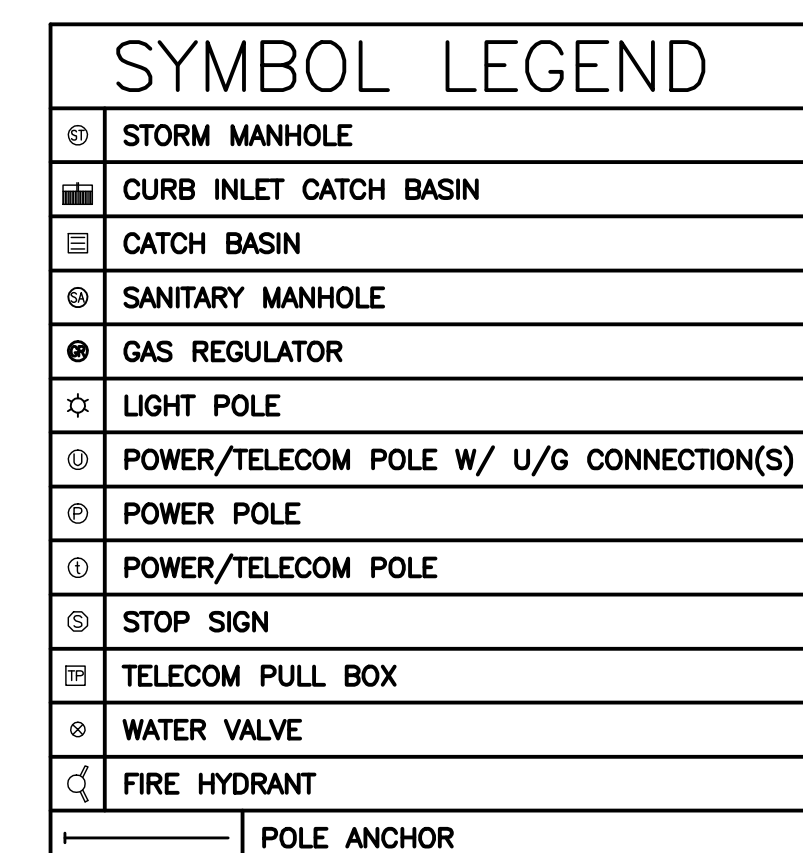 SYMBOL LEGEND
ST STORM MANHOLE
CURB INLET CATCH BASIN
CATCH BASIN
SA SANITARY MANHOLE
GR GAS REGULATOR
LIGHT POLE
U POWER/TELECOM POLE W/ U/G CONNECTION(S)
P POWER POLE
t POWER/TELECOM POLE
S STOP SIGN
TP TELECOM PULL BOX
WATER VALVE
FIRE HYDRANT
POLE ANCHOR